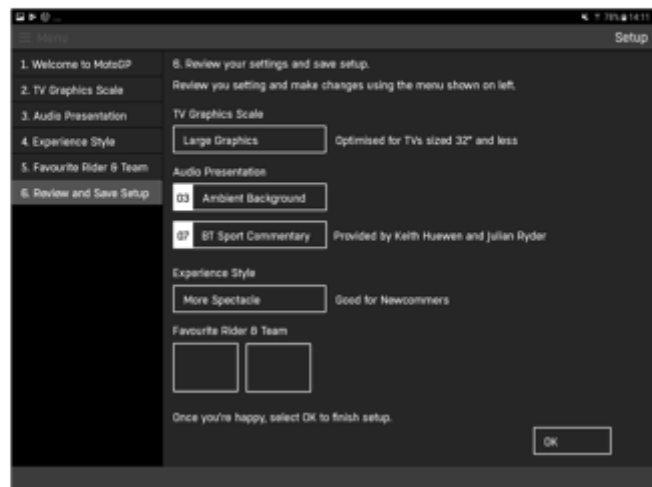 78% 14:11
Menu
Setup
1. Welcome to MotoGP
2. TV Graphics Scale
3. Audio Presentation
4. Experience Style
5. Favourite Rider & Team
6. Review and Save Setup
6. Review your settings and save setup.
Review you setting and make changes using the menu shown on left.
TV Graphics Scale
Large Graphics
Optimised for TVs sized 32" and less
Audio Presentation
03 Ambient Background
07 BT Sport Commentary
Provided by Keith Huewen and Julian Ryder
Experience Style
More Spectacle
Good for Newcommers
Favourite Rider & Team
Once you're happy, select OK to finish setup.
OK